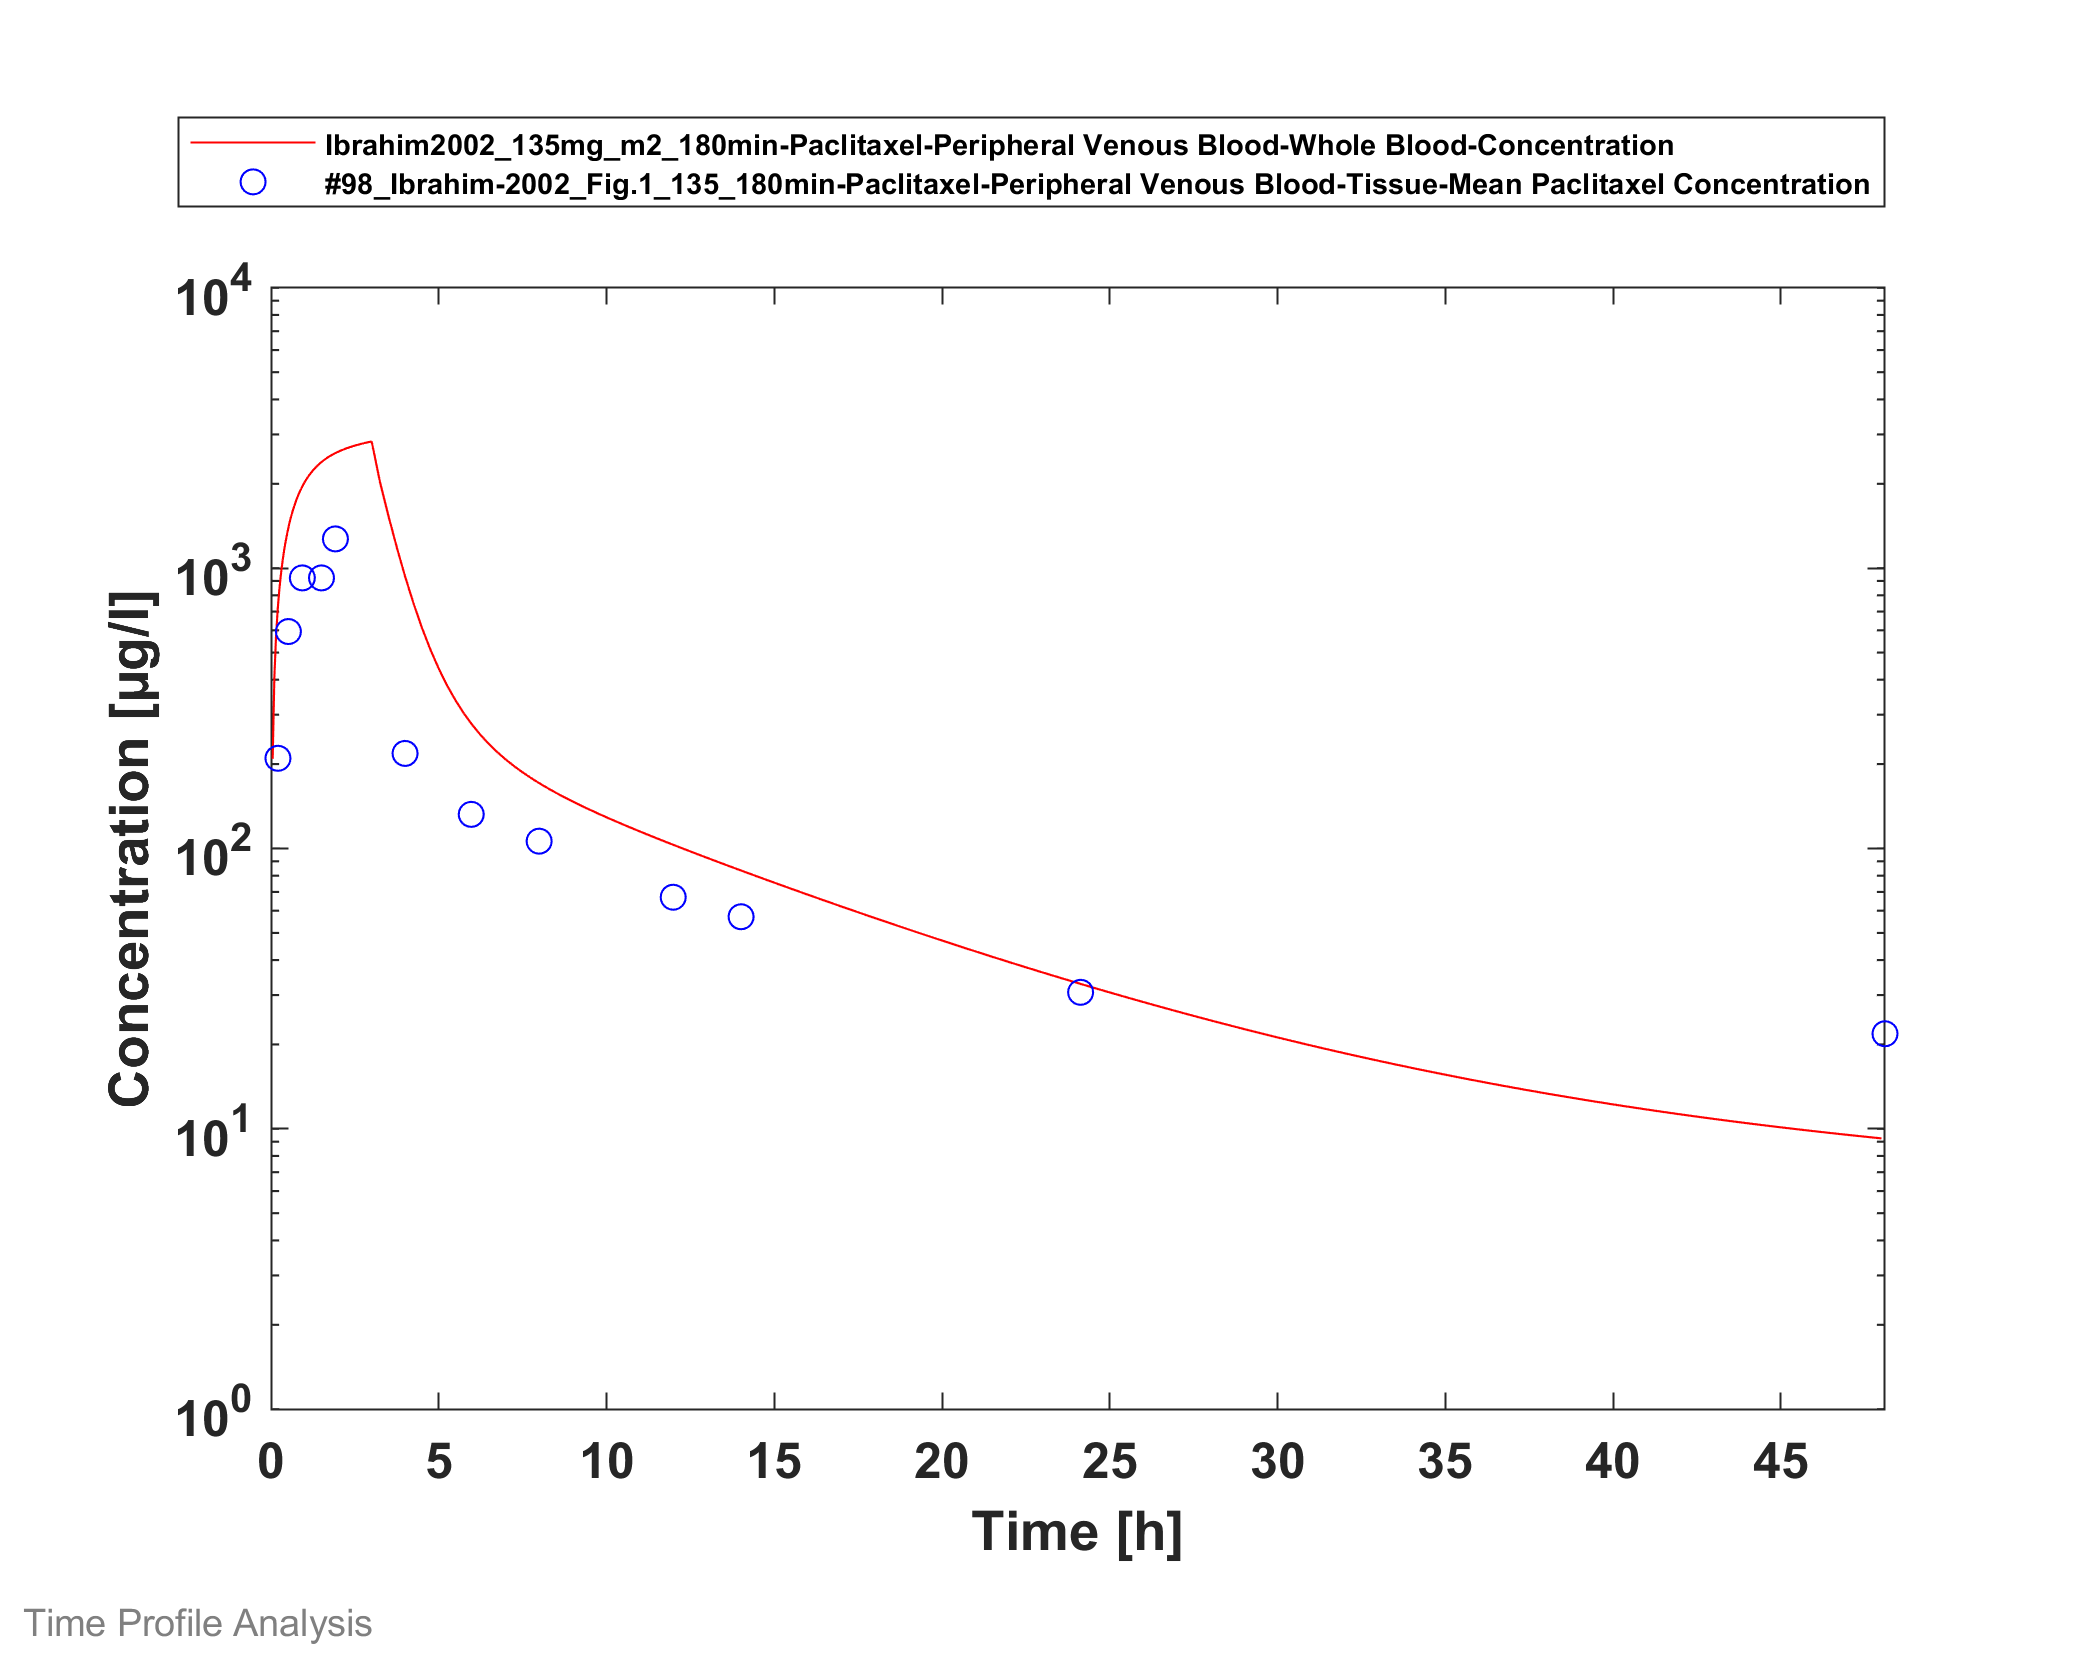 Ibrahim2002_135mg_m2_180min-Paclitaxel-Peripheral Venous Blood-Whole Blood-Concentration
#98_Ibrahim-2002_Fig.1_135_180min-Paclitaxel-Peripheral Venous Blood-Tissue-Mean Paclitaxel Concentration
10^4
10^3
10^2
10^1
10^0
Concentration [µg/l]
0 5 10 15 20 25 30 35 40 45
Time [h]
Time Profile Analysis